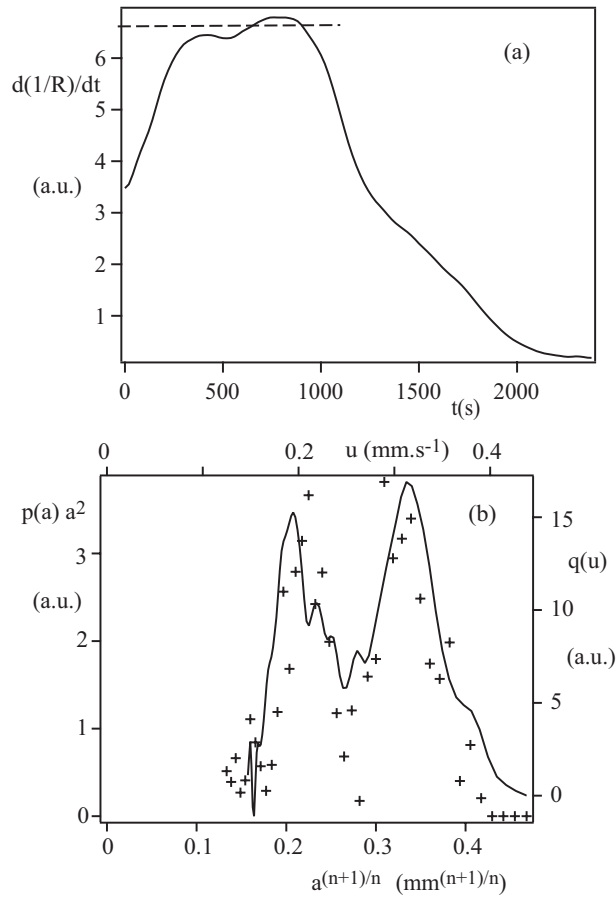 6
(a)
d(1/R)/dt
5
4
(a.u.)
3
2
1
0 500 1000 1500 2000
t(s)
0 0.2 u (mm.s-1) 0.4
p(a) a2
(b)
15
3
q(u)
(a.u.)
10
2
(a.u.)
5
1
0
0
0 0.1 0.2 0.3 0.4
a(n+1)/n (mm(n+1)/n)